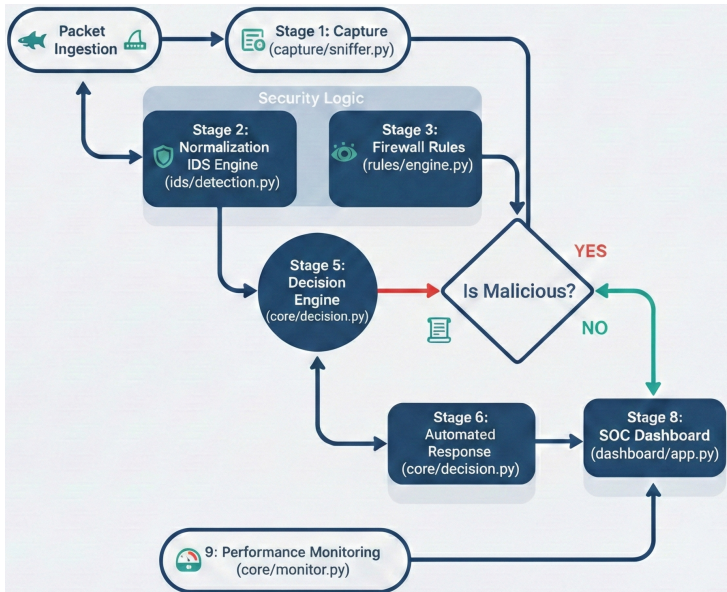 Packet
Ingestion
Stage 1: Capture
(capture/sniffer.py)
Security Logic
Stage 2:
Normalization
IDS Engine
(ids/detection.py)
Stage 3:
Firewall Rules
(rules/engine.py)
Stage 5:
Decision
Engine
(core/decision.py)
Is Malicious?
YES
NO
Stage 6:
Automated
Response
(core/decision.py)
Stage 8:
SOC Dashboard
(dashboard/app.py)
9: Performance Monitoring
(core/monitor.py)